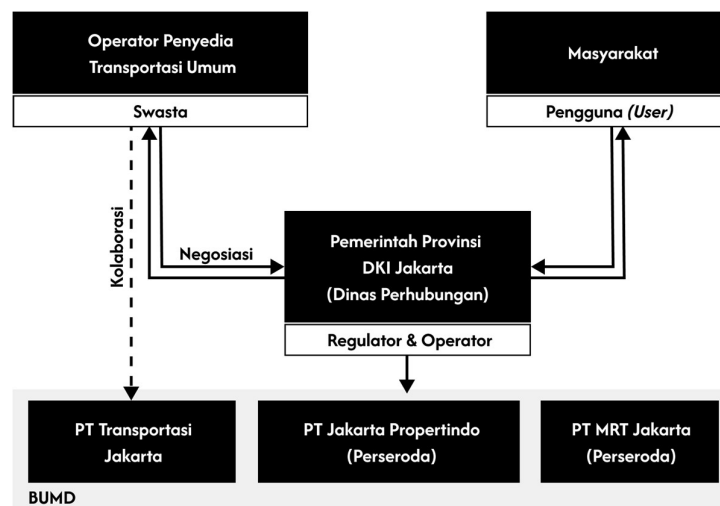 Operator Penyedia
Transportasi Umum
Swasta
Masyarakat
Pengguna (User)
Kolaborasi
Negosiasi
Pemerintah Provinsi
DKI Jakarta
(Dinas Perhubungan)
Regulator & Operator
PT Transportasi
Jakarta
PT Jakarta Propertindo
(Perseroda)
PT MRT Jakarta
(Perseroda)
BUMD